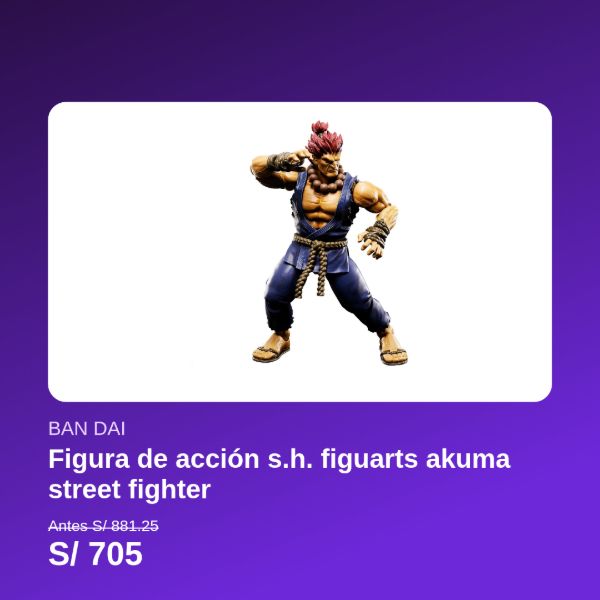 BAN DAI
Figura de acción s.h. figuarts akuma
street fighter
Antes S/ 881.25
S/ 705